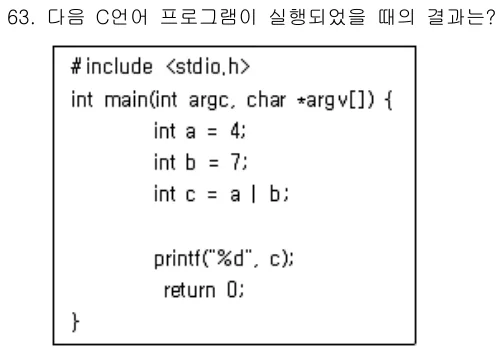 63. 다음 C언어 프로그램이 실행되었을 때의 결과는?
#include <stdio.h>
int main(int argc, char *argv[]) {
int a = 4;
int b = 7;
int c = a | b;
printf("%d", c);
return 0;
}